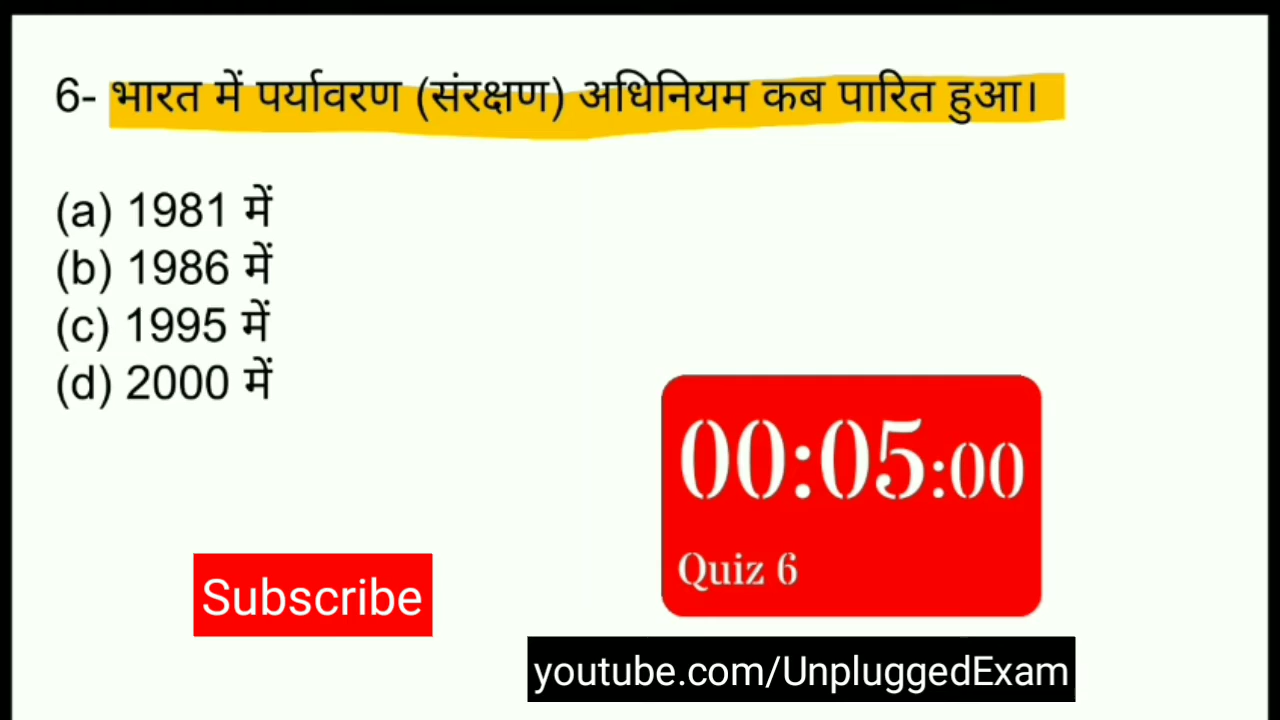 6- भारत में पर्यावरण (संरक्षण) अधिनियम कब पारित हुआ।
(a) 1981 में
(b) 1986 में
(c) 1995 में
(d) 2000 में
00:05:00
Quiz 6
Subscribe
youtube.com/UnpluggedExam